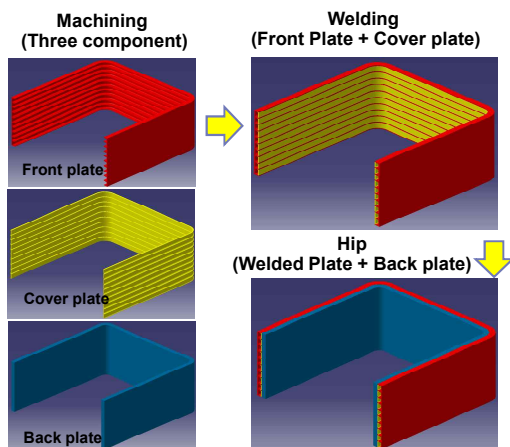 Machining
(Three component)
Front plate
Cover plate
Back plate
Welding
(Front Plate + Cover plate)
Hip
(Welded Plate + Back plate)